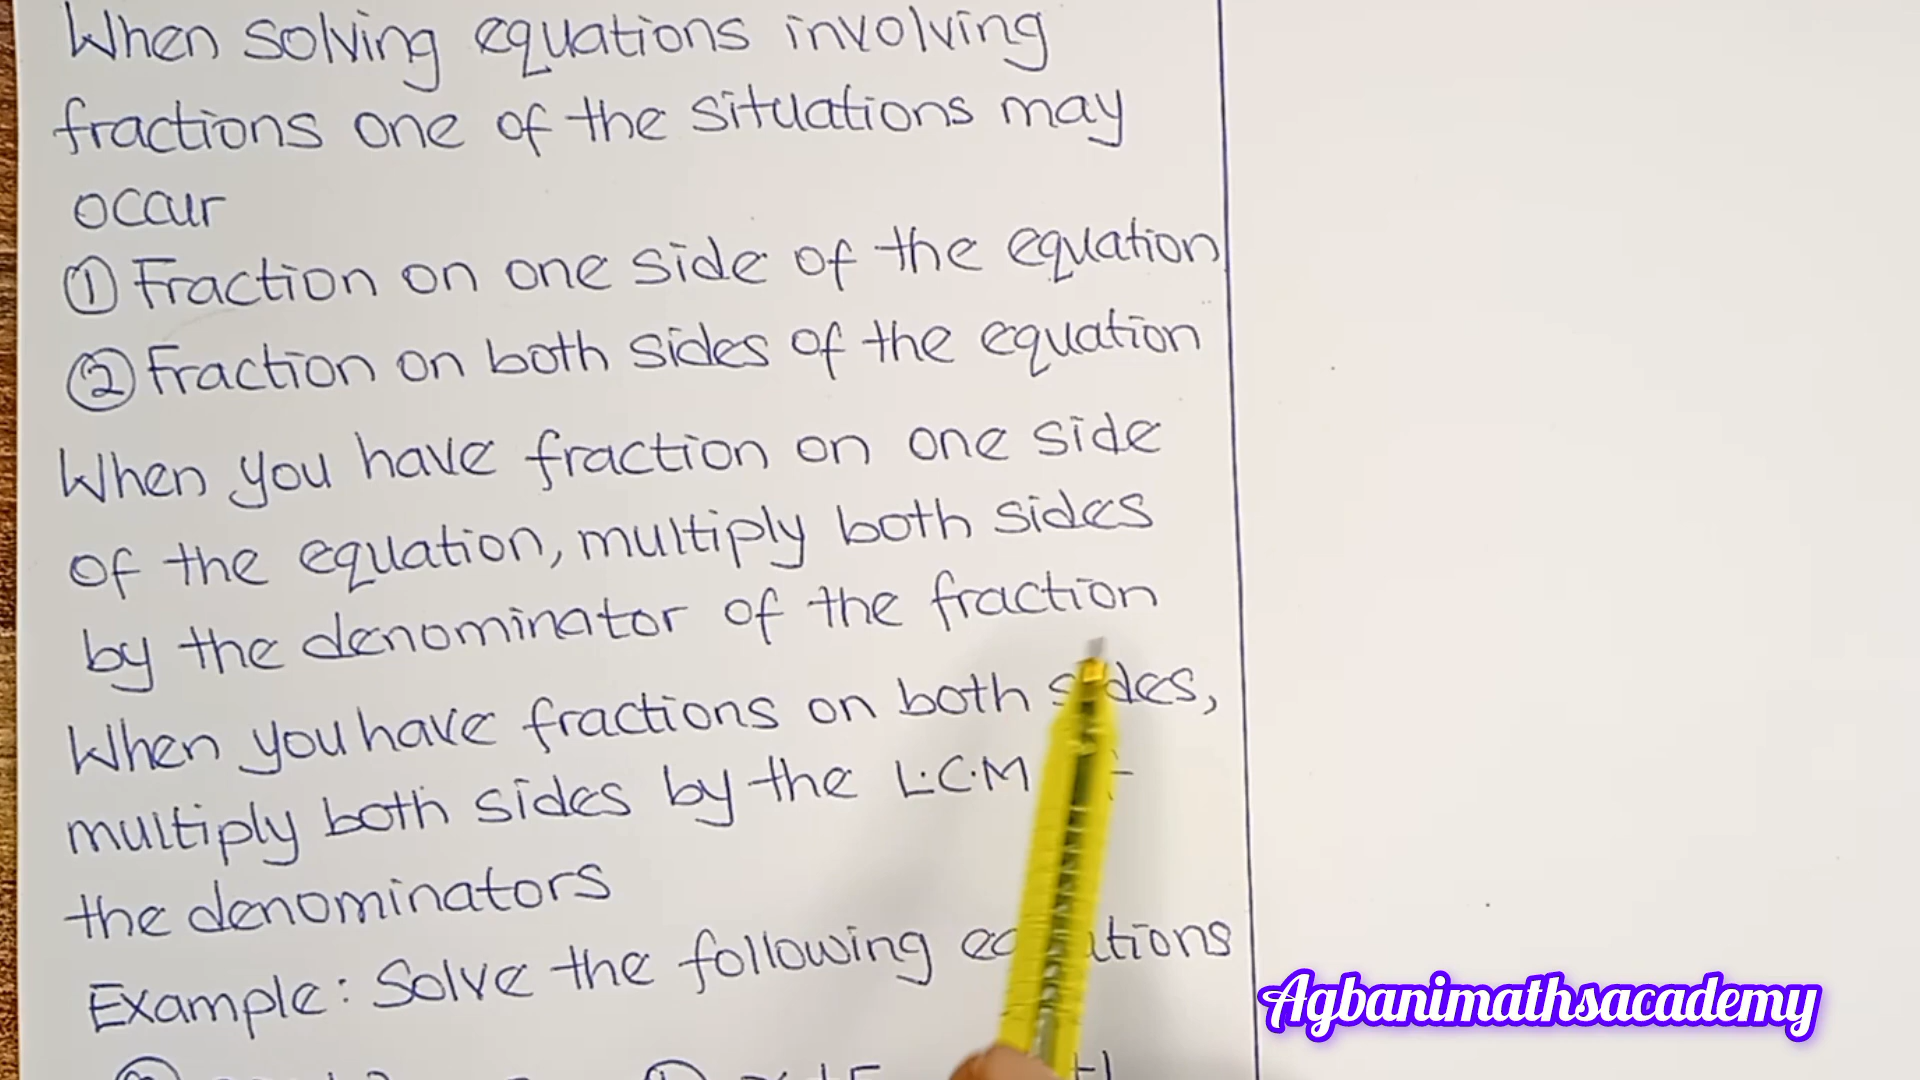 When solving equations involving
fractions one of the situations may
occur
① Fraction on one side of the equation
② Fraction on both sides of the equation
When you have fraction on one side
of the equation, multiply both sides
by the denominator of the fraction
When you have fractions on both sides,
multiply both sides by the L.C.M
the denominators
Example: Solve the following equations
Agbanimathsacademy